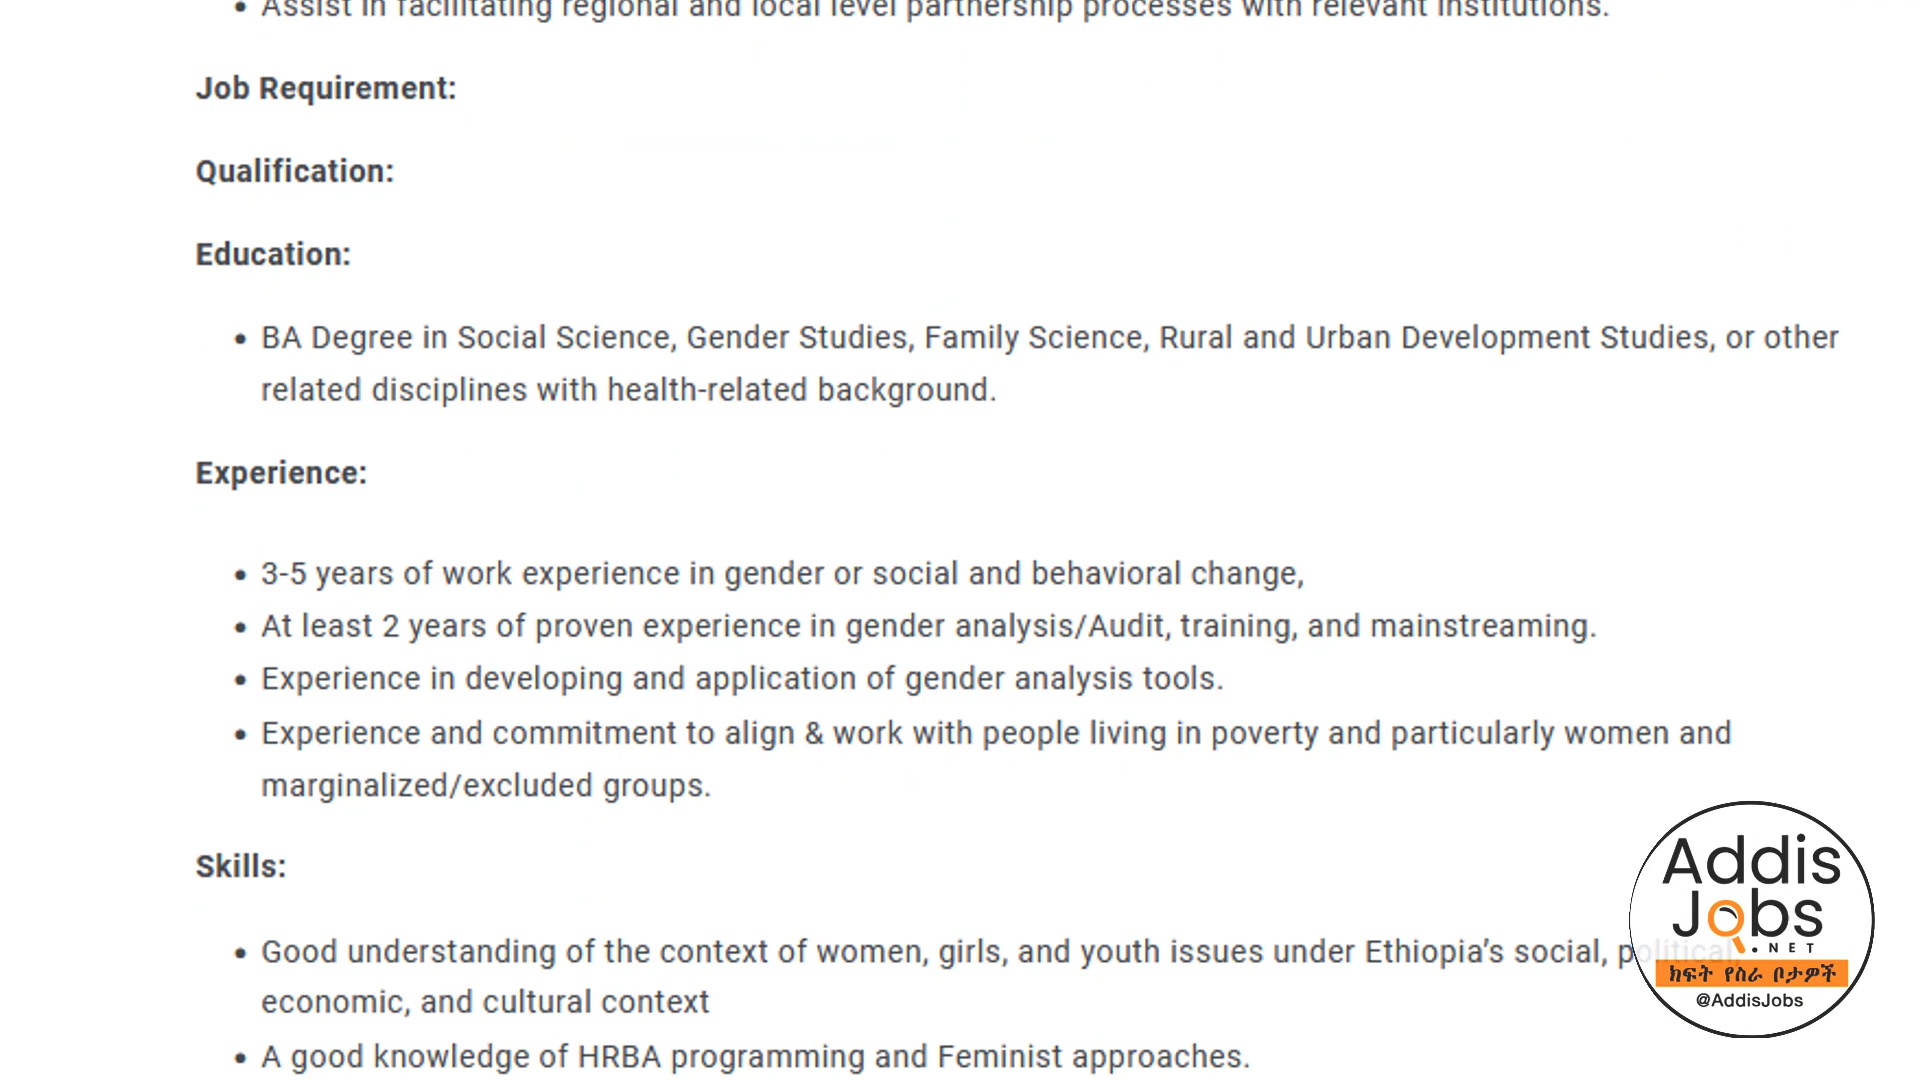 • Assist in facilitating regional and local level partnership processes with relevant institutions.
Job Requirement:
Qualification:
Education:
• BA Degree in Social Science, Gender Studies, Family Science, Rural and Urban Development Studies, or other
related disciplines with health-related background.
Experience:
• 3-5 years of work experience in gender or social and behavioral change,
• At least 2 years of proven experience in gender analysis/Audit, training, and mainstreaming.
• Experience in developing and application of gender analysis tools.
• Experience and commitment to align & work with people living in poverty and particularly women and
marginalized/excluded groups.
Skills:
• Good understanding of the context of women, girls, and youth issues under Ethiopia’s social, political,
economic, and cultural context
• A good knowledge of HRBA programming and Feminist approaches.
Addis
Jobs
.NET
ክፍት የስራ ቦታዎች
@AddisJobs